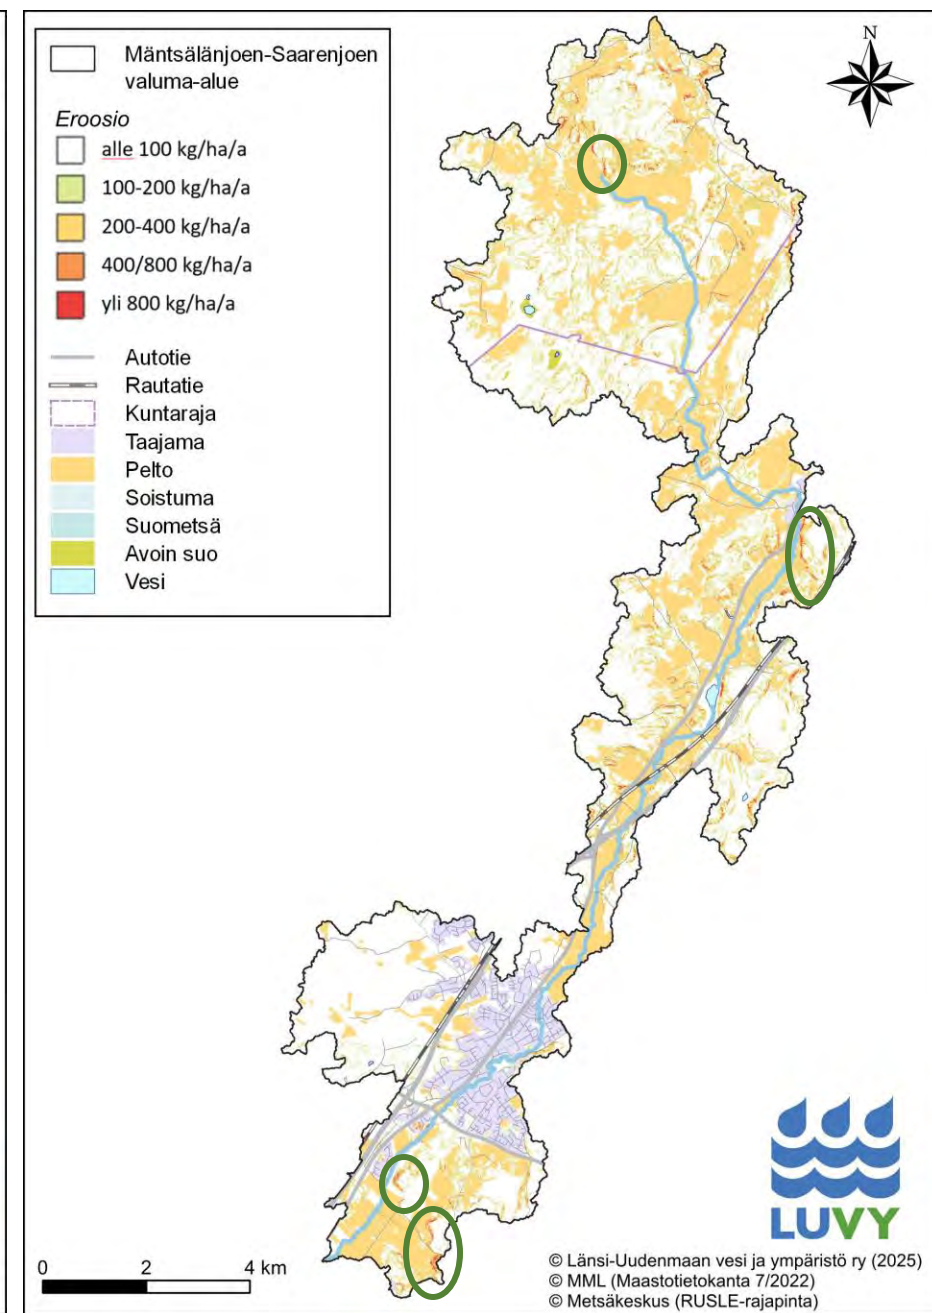 Mäntsälänjoen-Saarenjoen
valuma-alue
Eroosio
alle 100 kg/ha/a
100-200 kg/ha/a
200-400 kg/ha/a
400/800 kg/ha/a
yli 800 kg/ha/a
Autotie
Rautatie
Kuntaraja
Taajama
Pelto
Soistuma
Suometsä
Avoin suo
Vesi
N
LUVY
0 2 4 km
© Länsi-Uudenmaan vesi ja ympäristö ry (2025)
© MML (Maastotietokanta 7/2022)
© Metsäkeskus (RUSLE-rajapinta)